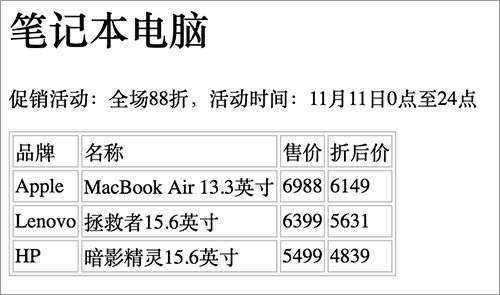 笔记本电脑
促销活动：全场88折，活动时间：11月11日0点至24点
品牌 名称 售价 折后价
Apple MacBook Air 13.3英寸 6988 6149
Lenovo 拯救者15.6英寸 6399 5631
HP 暗影精灵15.6英寸 5499 4839